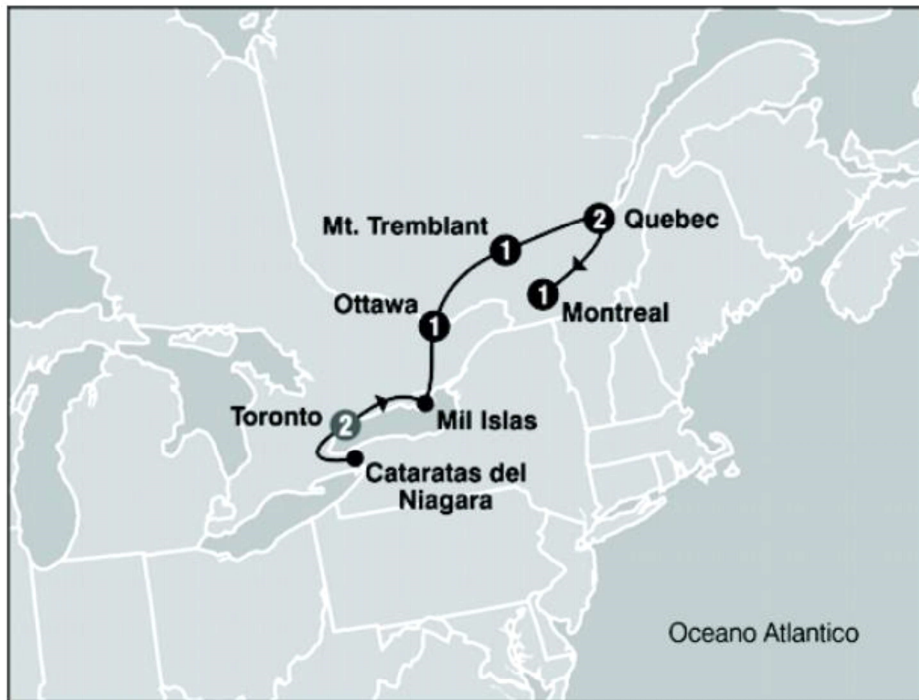 Mt. Tremblant
1
2 Quebec
1
Montreal
Ottawa
1
Toronto 2
Mil Islas
Cataratas del
Niagara
Oceano Atlantico